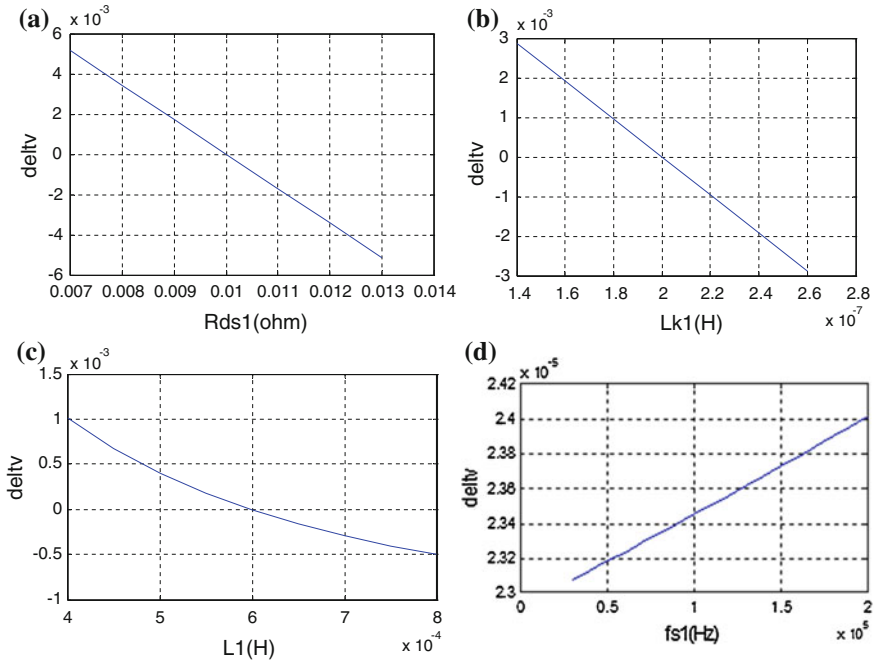 (a)
x 10-3
6
4
2
0
-2
-4
-6
deltv
0.007 0.008 0.009 0.01 0.011 0.012 0.013 0.014
Rds1(ohm)
(b)
x 10-3
3
2
1
0
-1
-2
-3
deltv
1.4 1.6 1.8 2 2.2 2.4 2.6 2.8
Lk1(H)
x 10-7
(c)
x 10-3
1.5
1
0.5
0
-0.5
-1
deltv
4 5 6 7 8
L1(H)
x 10-4
(d)
x 10-5
2.42
2.4
2.38
2.36
2.34
2.32
2.3
deltv
0 0.5 1 1.5 2
fs1(Hz)
x 105